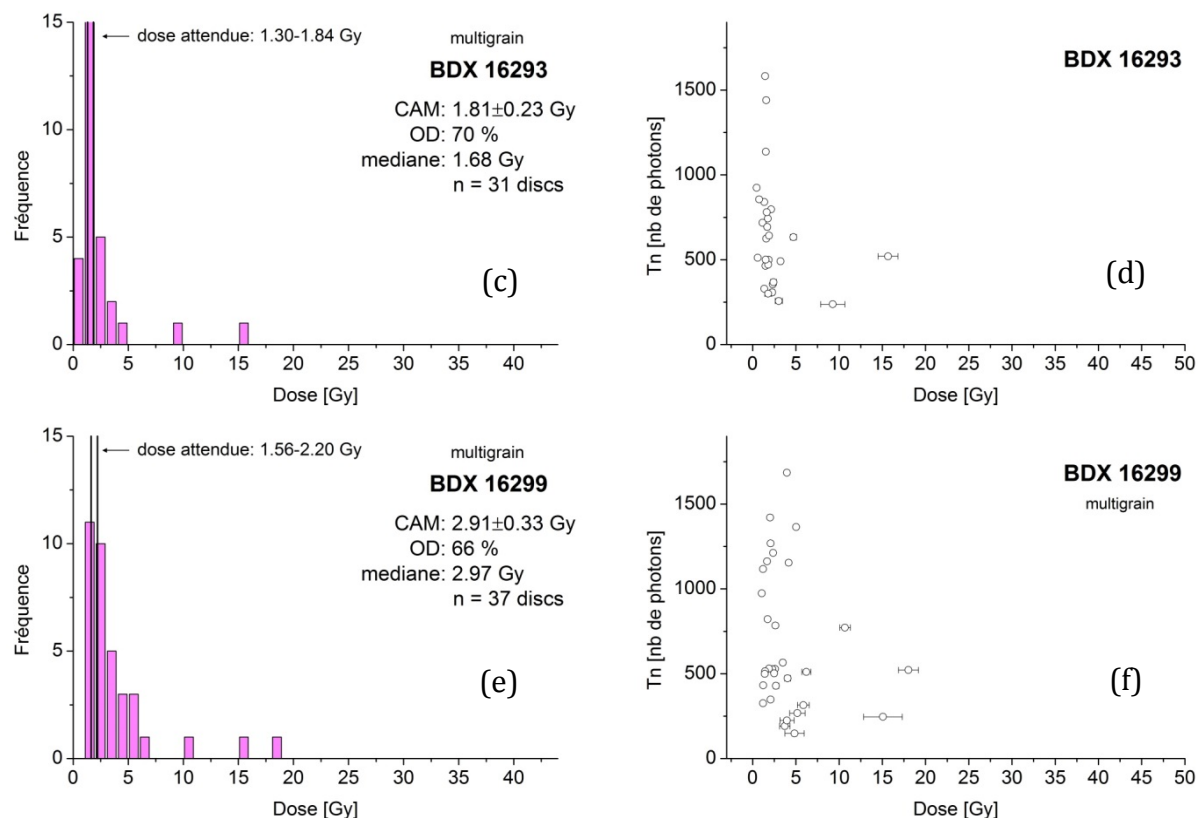 15
10
5
0
Fréquence
dose attendue: 1.30-1.84 Gy
multigrain
BDX 16293
CAM: 1.81±0.23 Gy
OD: 70 %
mediane: 1.68 Gy
n = 31 discs
(c)
0 5 10 15 20 25 30 35 40
Dose [Gy]
1500
1000
500
0
Tn [nb de photons]
BDX 16293
(d)
0 5 10 15 20 25 30 35 40 45 50
Dose [Gy]
15
10
5
0
Fréquence
dose attendue: 1.56-2.20 Gy
multigrain
BDX 16299
CAM: 2.91±0.33 Gy
OD: 66 %
mediane: 2.97 Gy
n = 37 discs
(e)
0 5 10 15 20 25 30 35 40
Dose [Gy]
1500
1000
500
0
Tn [nb de photons]
BDX 16299
multigrain
(f)
0 5 10 15 20 25 30 35 40 45 50
Dose [Gy]